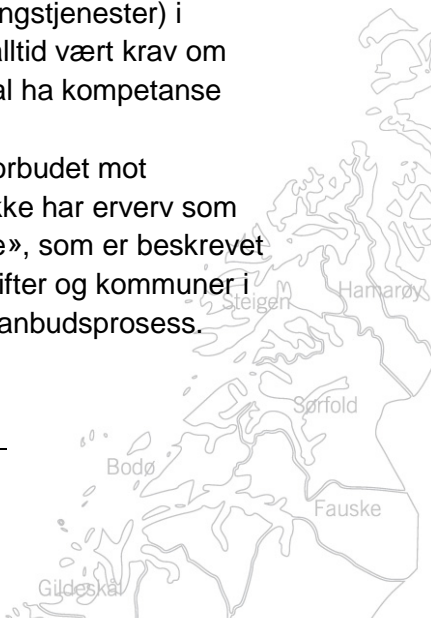 ngstjenester) i
alltid vært krav om
al ha kompetanse
orbudet mot
kke har erverv som
e», som er beskrevet
ifter og kommuner i
Steigen Hamarøy
anbudsprosess.
Sørfold
Bodø
Fauske
Gildeskål